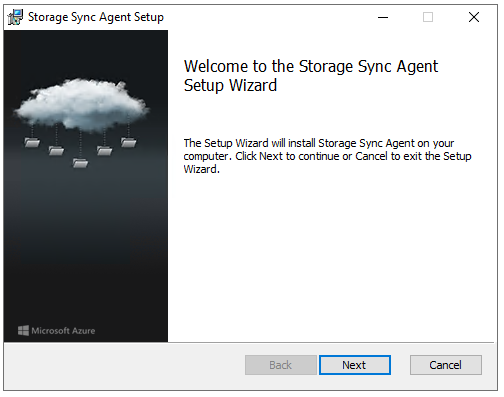 Storage Sync Agent Setup
Welcome to the Storage Sync Agent
Setup Wizard
The Setup Wizard will install Storage Sync Agent on your
computer. Click Next to continue or Cancel to exit the Setup
Wizard.
Microsoft Azure
Back
Next
Cancel